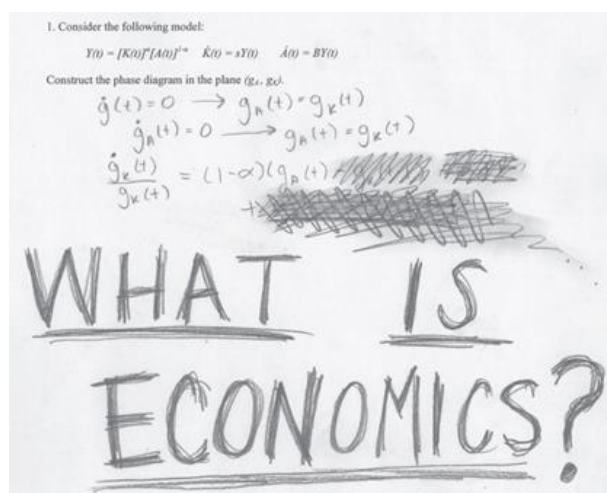 1. Consider the following model:
Y(t) = [K(t)]^α[A(t)]^1-α K̇(t) = sY(t) Ȧ(t) = BY(t)
Construct the phase diagram in the plane (g_A, g_K).
ġ(t) = 0 → g_A(t) = g_K(t)
ġ_A(t) = 0 → g_A(t) = g_K(t)
ġ_K(t)/g_K(t) = (1-α)(g_A(t)
WHAT IS
ECONOMICS?